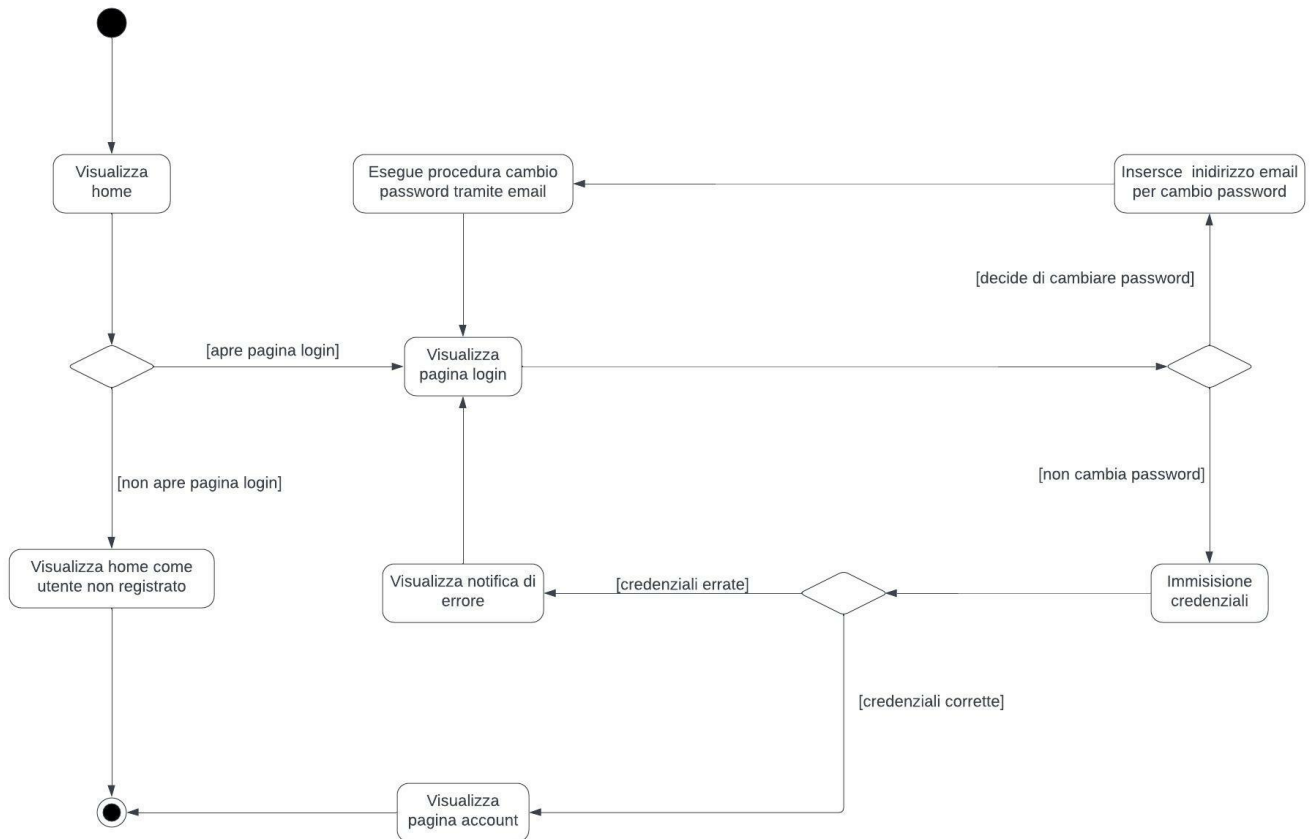 Visualizza
home
Esegue procedura cambio
password tramite email
Insersce  inidirizzo email
per cambio password
[decide di cambiare password]
[apre pagina login]
Visualizza
pagina login
[non apre pagina login]
[non cambia password]
Visualizza home come
utente non registrato
Visualizza notifica di
errore
[credenziali errate]
Immisisione
credenziali
[credenziali corrette]
Visualizza
pagina account